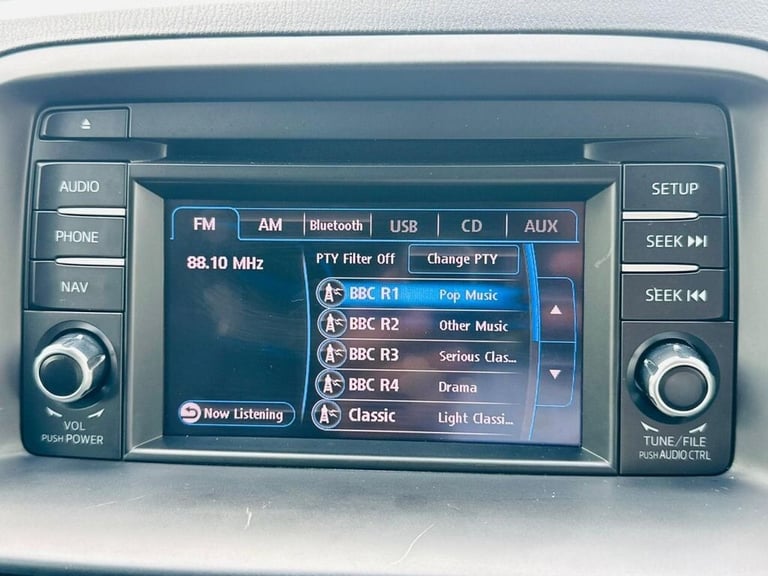 AUDIO
PHONE
NAV
VOL
PUSH POWER
FM AM Bluetooth USB CD AUX
88.10 MHz
PTY Filter Off Change PTY
BBC R1 Pop Music
BBC R2 Other Music
BBC R3 Serious Clas...
BBC R4 Drama
Classic Light Classi...
Now Listening
SETUP
SEEK
SEEK
TUNE/FILE
PUSH AUDIO CTRL